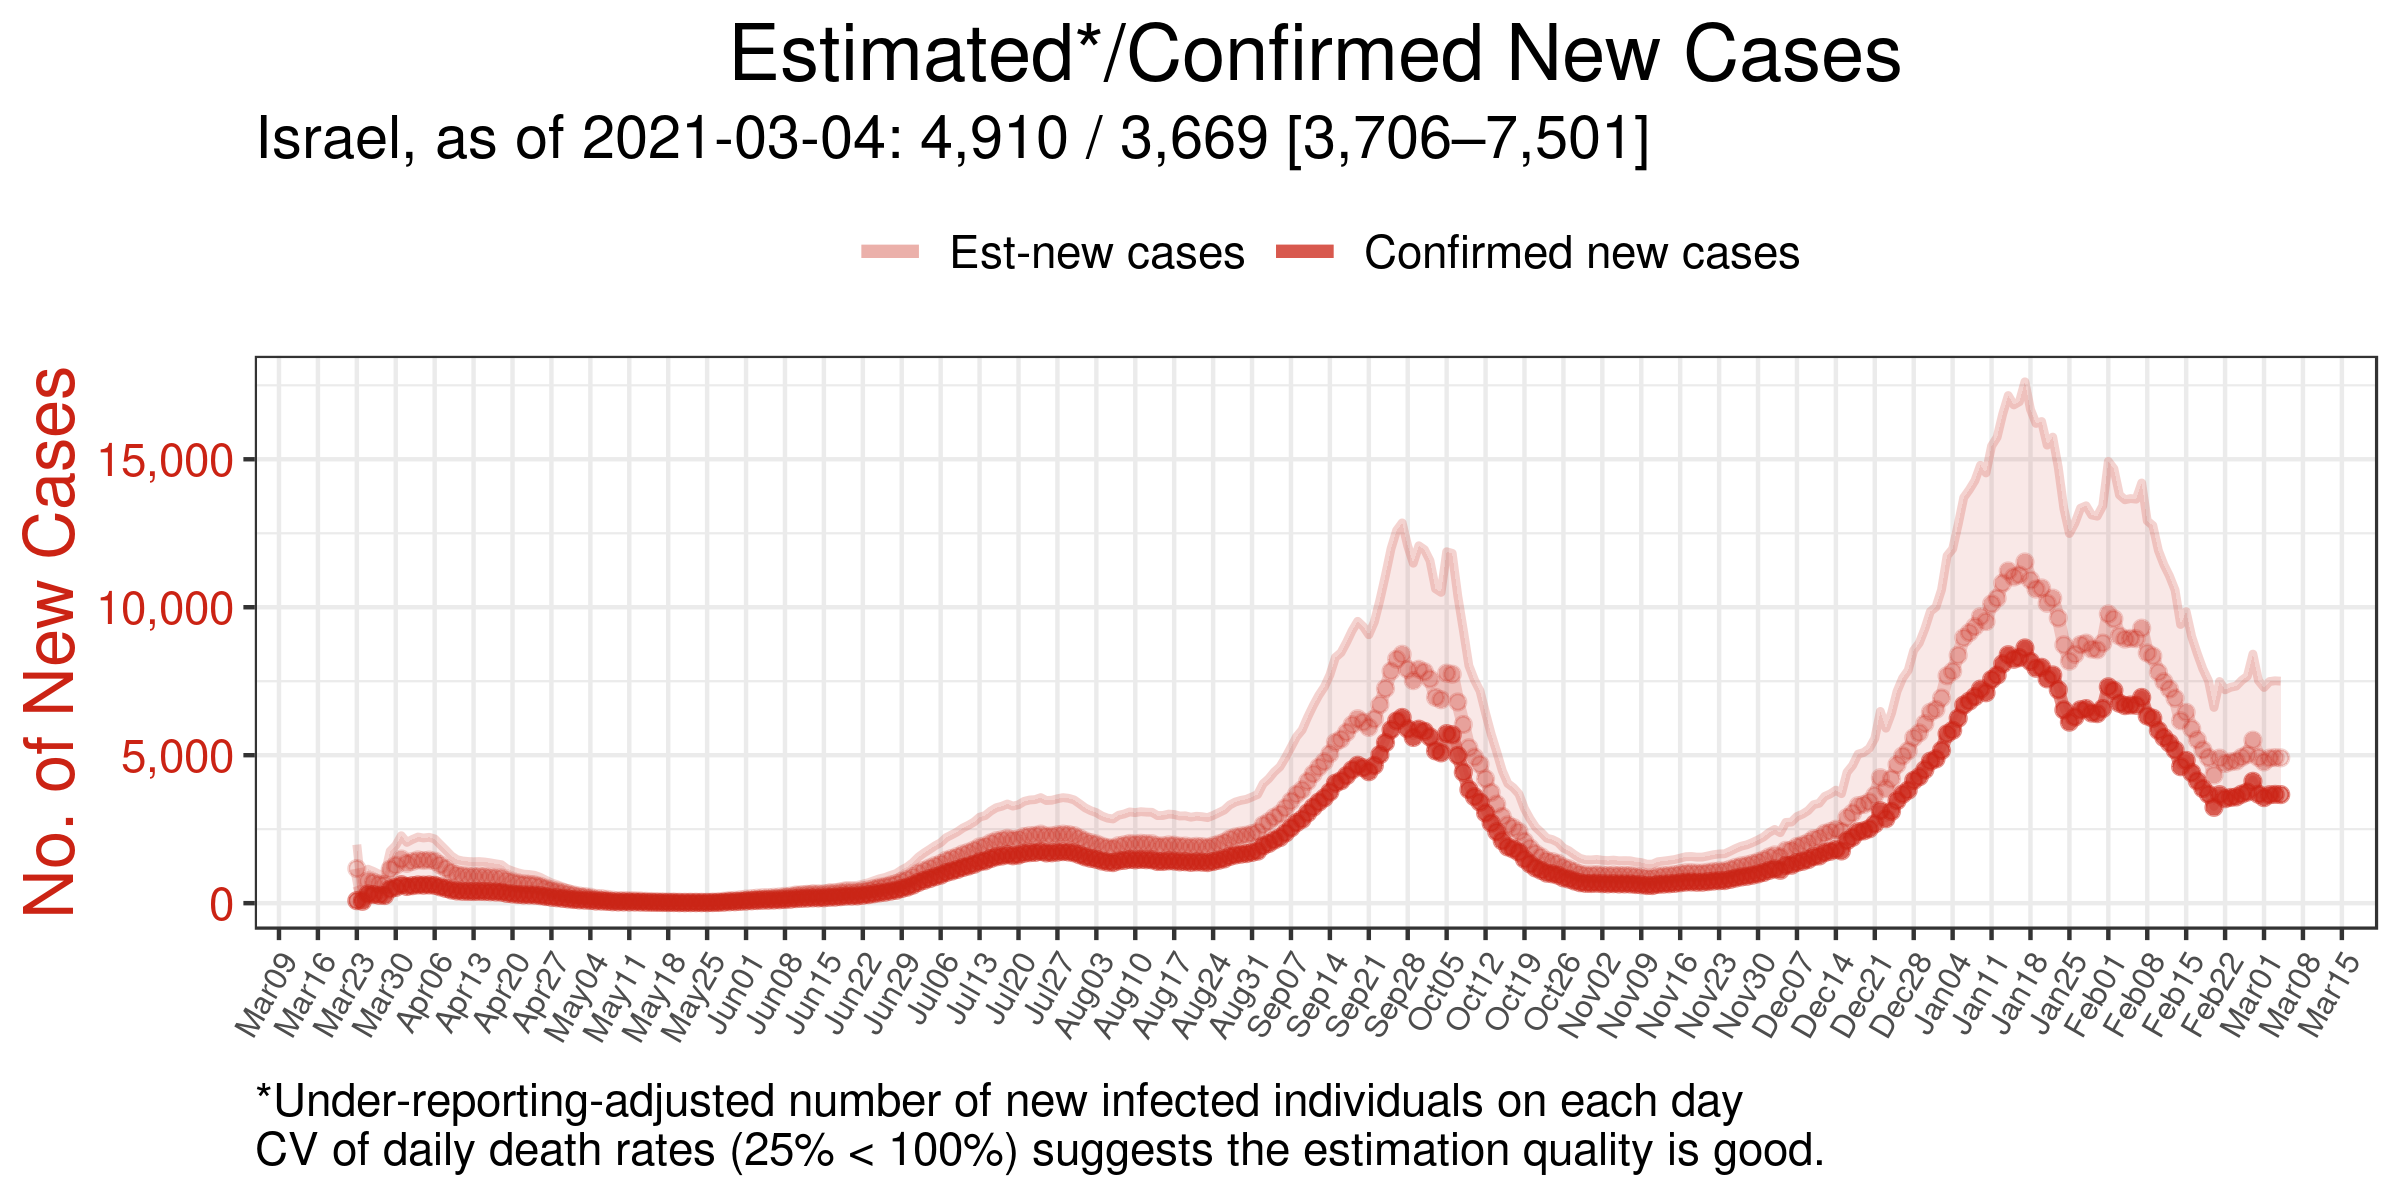 Estimated*/Confirmed New Cases
Israel, as of 2021-03-04: 4,910 / 3,669 [3,706–7,501]
Est-new cases
Confirmed new cases
No. of New Cases
15,000
10,000
5,000
0
Mar09
Mar16
Mar23
Mar30
Apr06
Apr13
Apr20
Apr27
May04
May11
May18
May25
Jun01
Jun08
Jun15
Jun22
Jun29
Jul06
Jul13
Jul20
Jul27
Aug03
Aug10
Aug17
Aug24
Aug31
Sep07
Sep14
Sep21
Sep28
Oct05
Oct12
Oct19
Oct26
Nov02
Nov09
Nov16
Nov23
Nov30
Dec07
Dec14
Dec21
Dec28
Jan04
Jan11
Jan18
Jan25
Feb01
Feb08
Feb15
Feb22
Mar01
Mar08
Mar15
*Under-reporting-adjusted number of new infected individuals on each day
CV of daily death rates (25% < 100%) suggests the estimation quality is good.